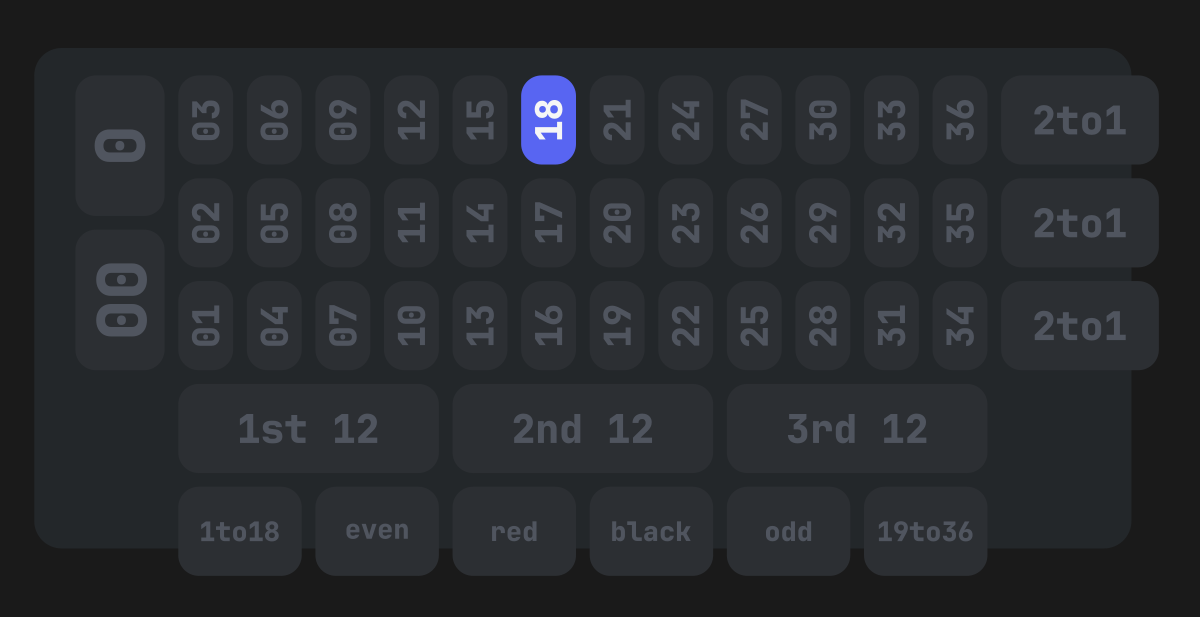 0 03 06 09 12 15 18 21 24 27 30 33 36 2to1
02 05 08 11 14 17 20 23 26 29 32 35 2to1
00 01 04 07 10 13 16 19 22 25 28 31 34 2to1
1st 12 2nd 12 3rd 12
1to18 even red black odd 19to36